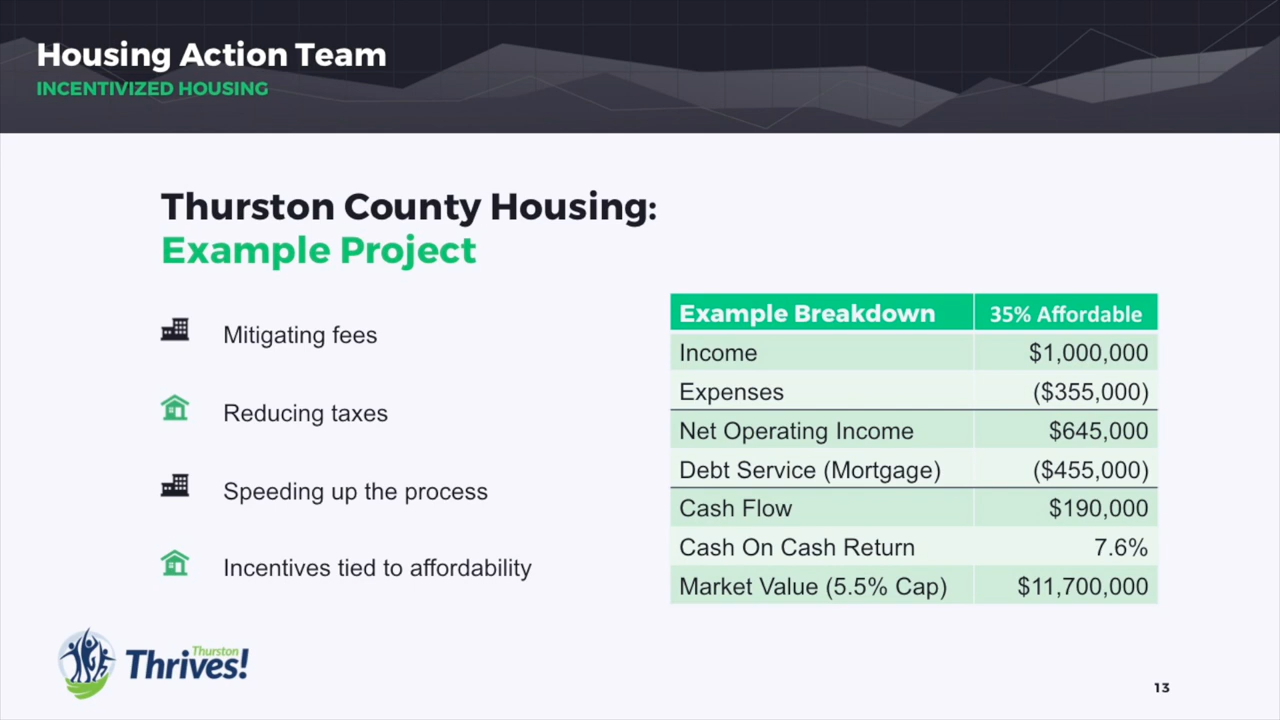 Housing Action Team
INCENTIVIZED HOUSING
Thurston County Housing:
Example Project
Mitigating fees
Reducing taxes
Speeding up the process
Incentives tied to affordability
Example Breakdown 35% Affordable
Income $1,000,000
Expenses ($355,000)
Net Operating Income $645,000
Debt Service (Mortgage) ($455,000)
Cash Flow $190,000
Cash On Cash Return 7.6%
Market Value (5.5% Cap) $11,700,000
Thurston
Thrives!
13